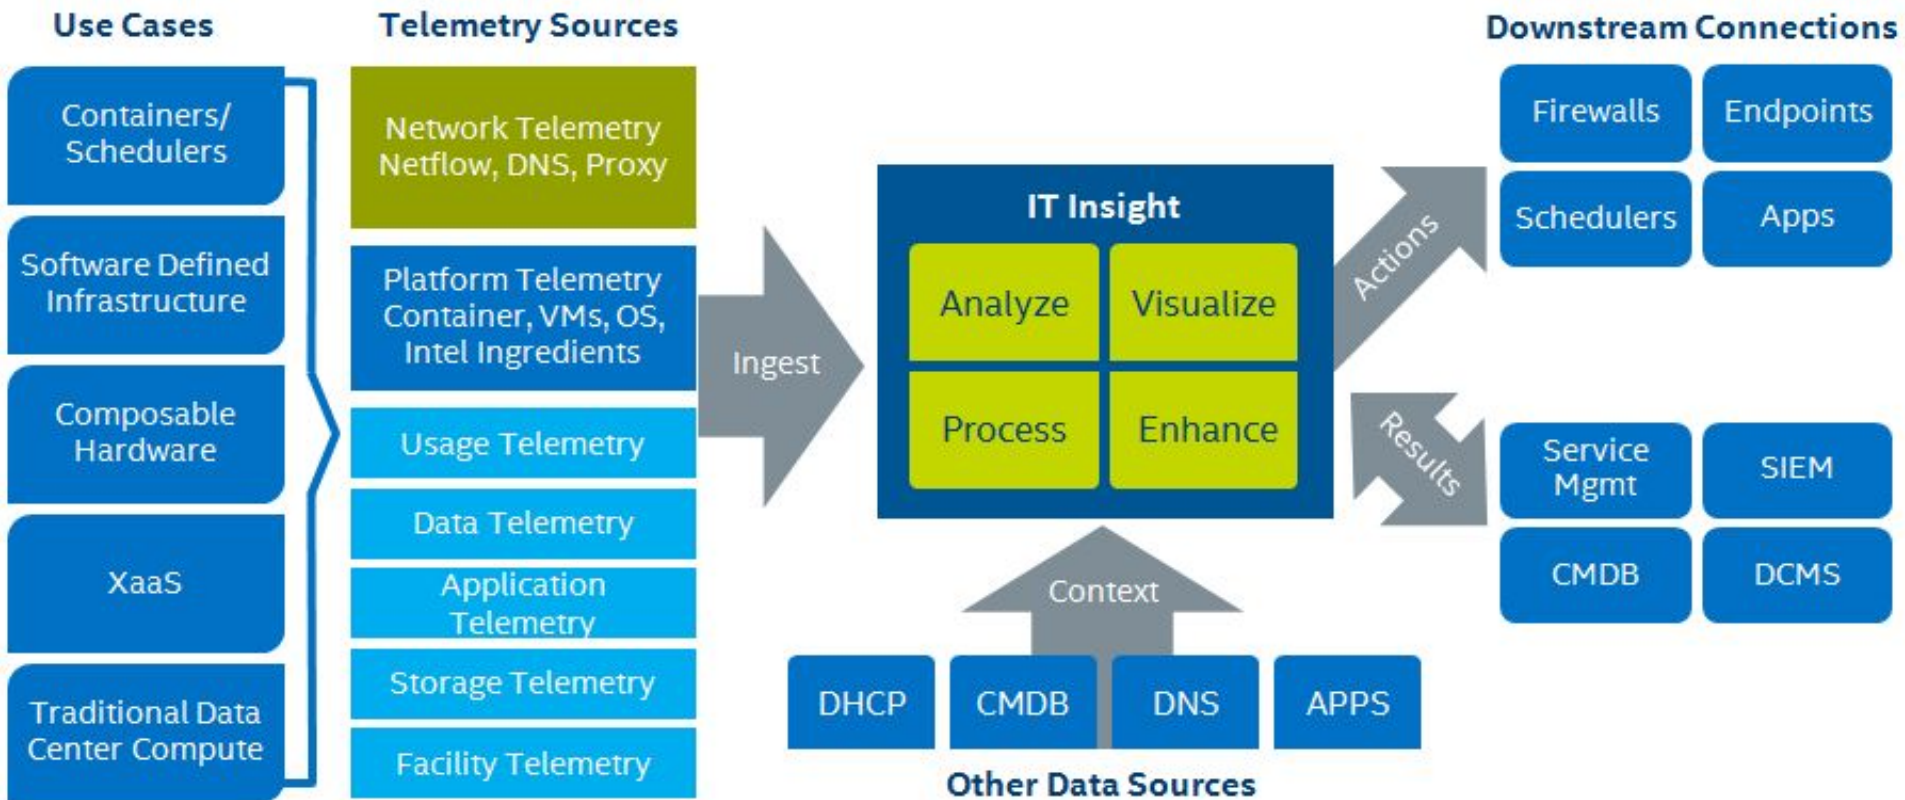 Use Cases
Containers/
Schedulers
Software Defined
Infrastructure
Composable
Hardware
XaaS
Traditional Data
Center Compute
Telemetry Sources
Network Telemetry
Netflow, DNS, Proxy
Platform Telemetry
Container, VMs, OS,
Intel Ingredients
Usage Telemetry
Data Telemetry
Application
Telemetry
Storage Telemetry
Facility Telemetry
Ingest
IT Insight
Analyze
Visualize
Process
Enhance
Context
DHCP
CMDB
DNS
APPS
Other Data Sources
Actions
Results
Downstream Connections
Firewalls
Endpoints
Schedulers
Apps
Service
Mgmt
SIEM
CMDB
DCMS